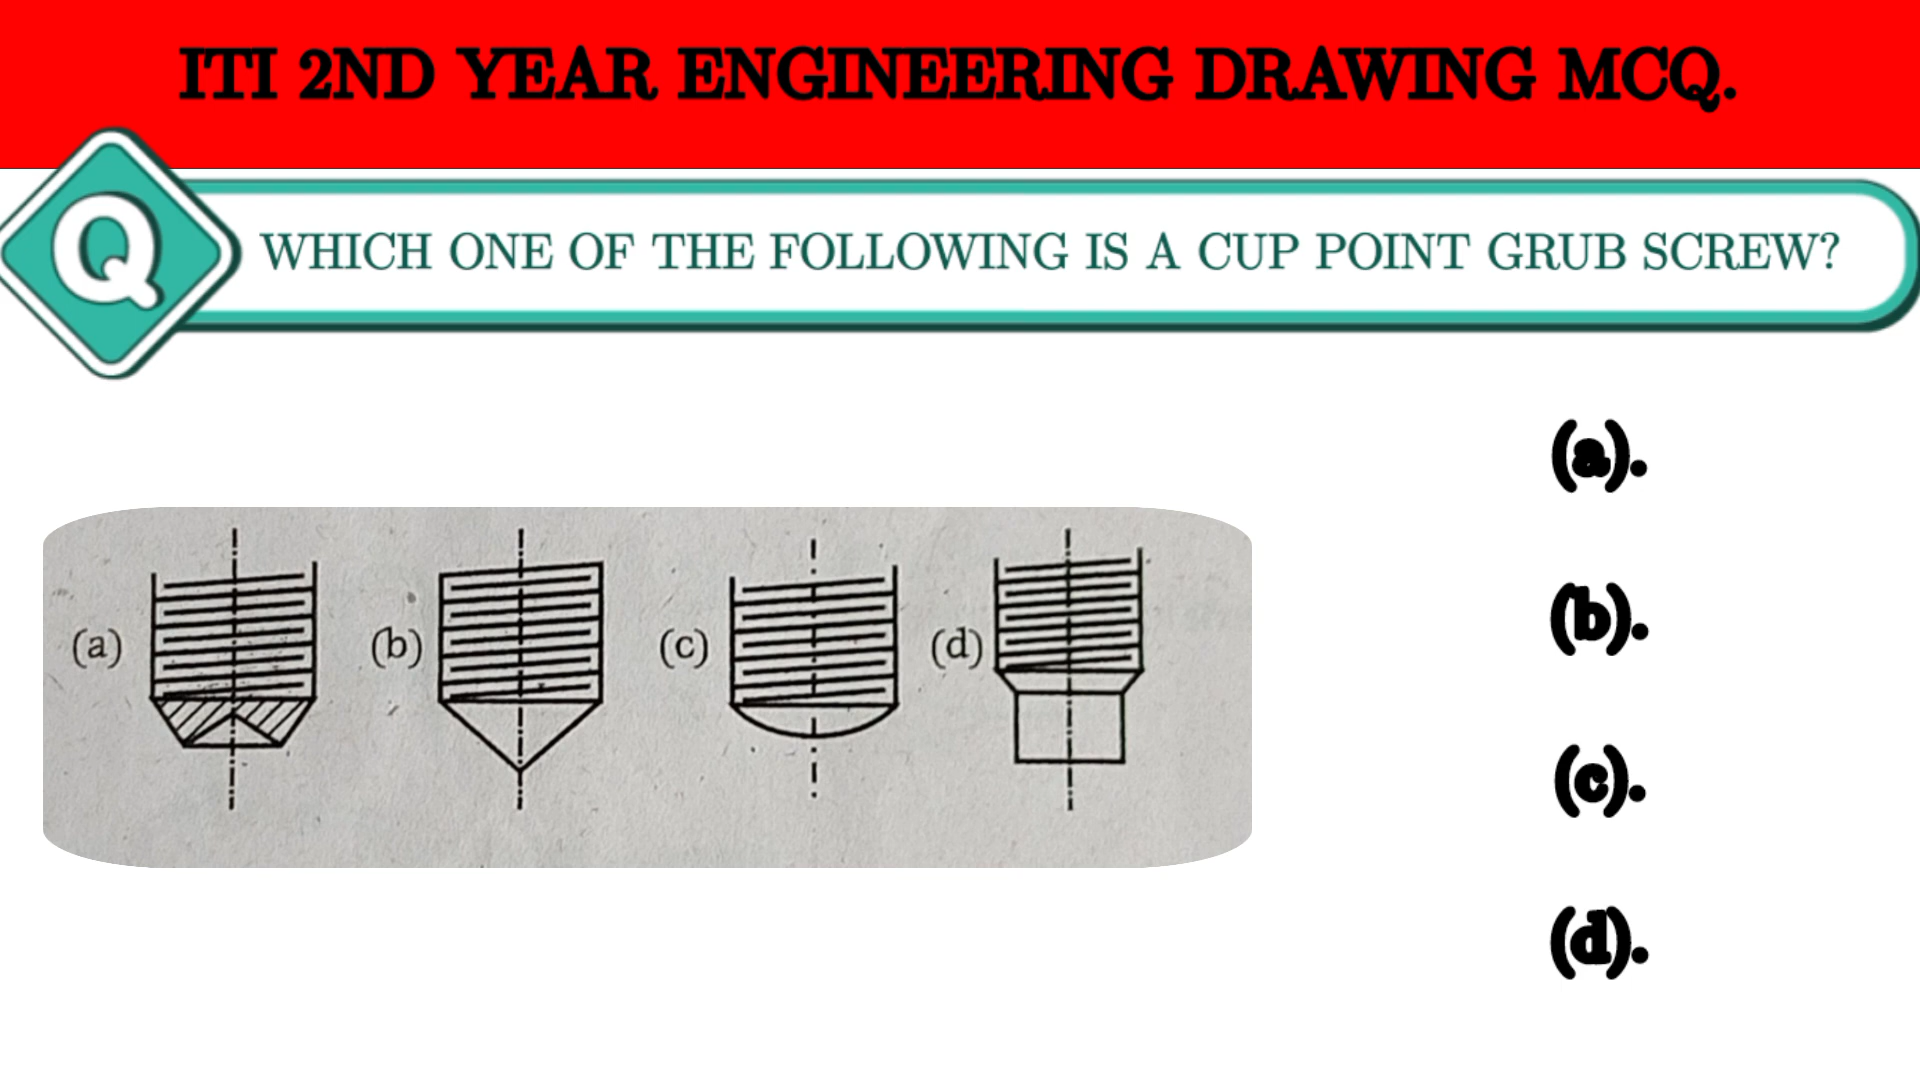 ITI 2ND YEAR ENGINEERING DRAWING MCQ.
Q
WHICH ONE OF THE FOLLOWING IS A CUP POINT GRUB SCREW?
(a) (b) (c) (d)
(a).
(b).
(c).
(d).